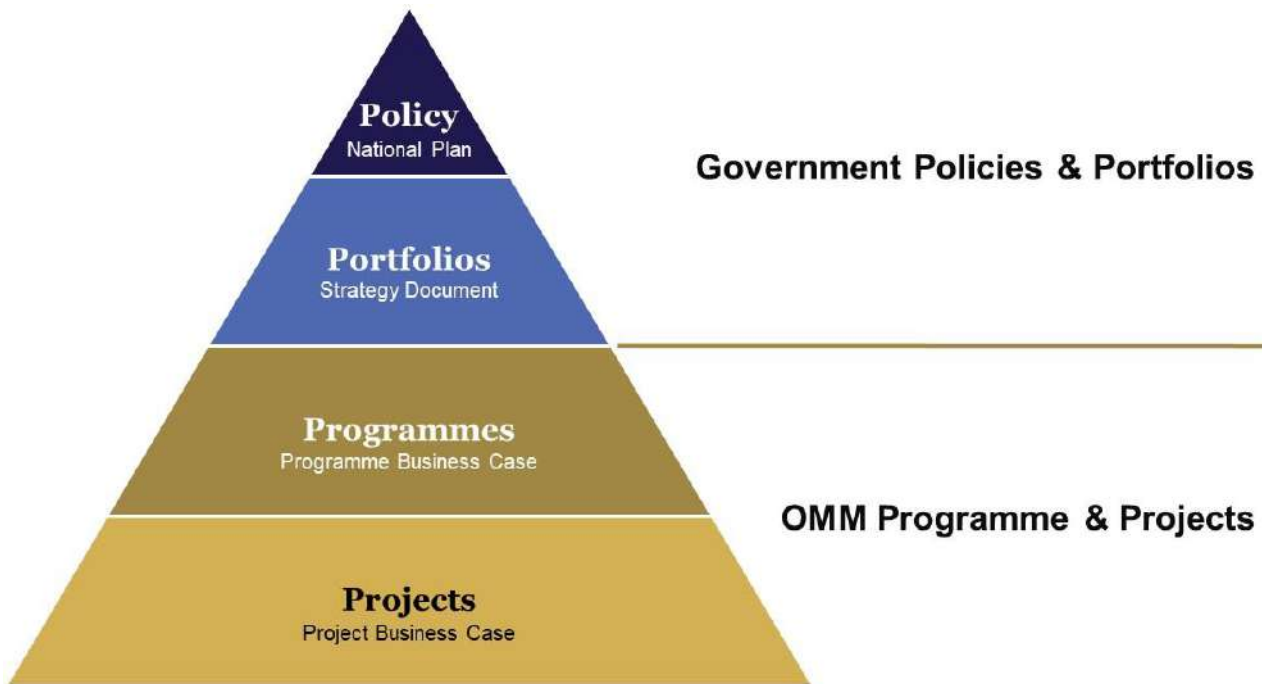 Policy
National Plan
Government Policies & Portfolios
Portfolios
Strategy Document
Programmes
Programme Business Case
OMM Programme & Projects
Projects
Project Business Case